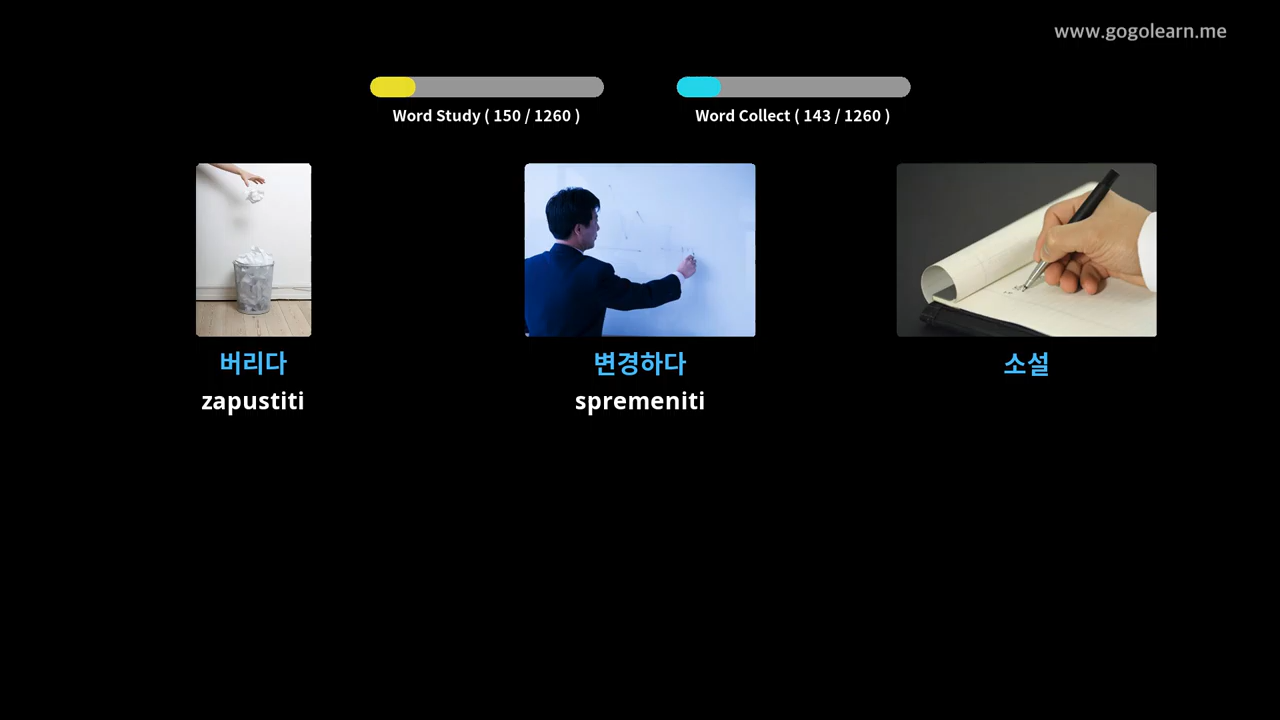 www.gogolearn.me
Word Study ( 150 / 1260 )
Word Collect ( 143 / 1260 )
버리다
변경하다
소설
zapustiti
spremeniti